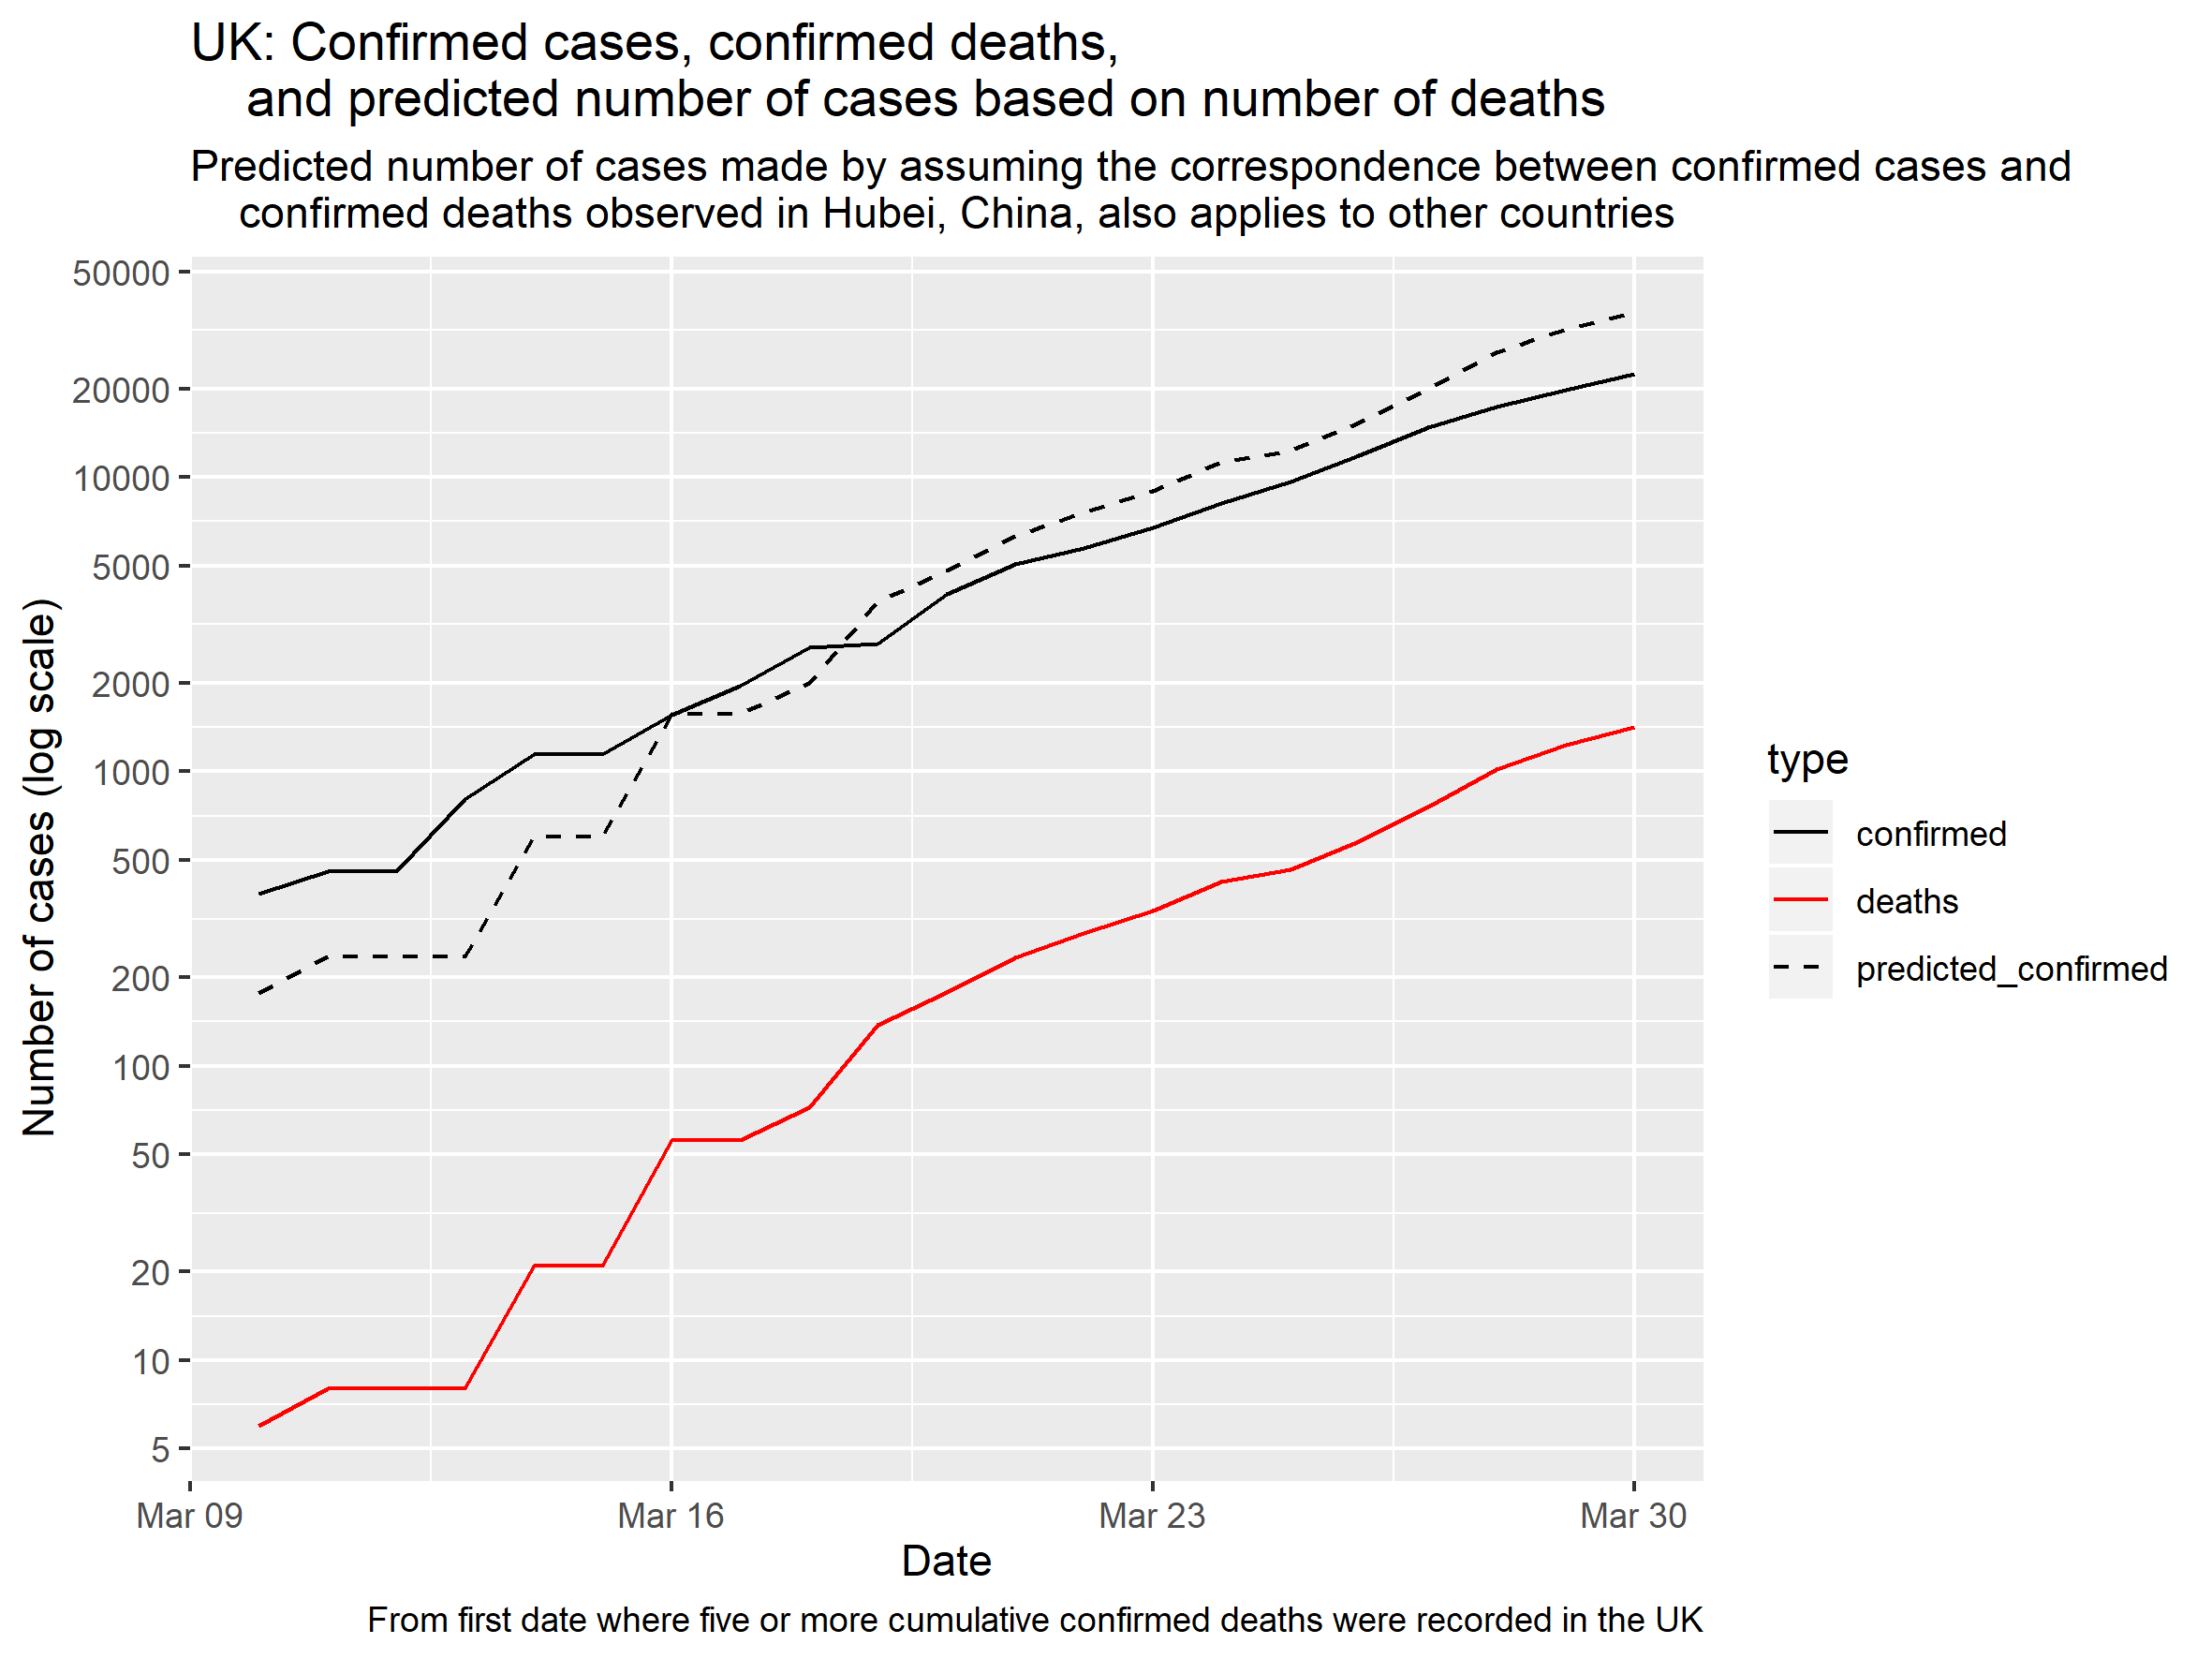 UK: Confirmed cases, confirmed deaths,
and predicted number of cases based on number of deaths
Predicted number of cases made by assuming the correspondence between confirmed cases and
confirmed deaths observed in Hubei, China, also applies to other countries
Number of cases (log scale)
50000
20000
10000
5000
2000
1000
500
200
100
50
20
10
5
Mar 09
Mar 16
Mar 23
Mar 30
Date
type
confirmed
deaths
predicted_confirmed
From first date where five or more cumulative confirmed deaths were recorded in the UK